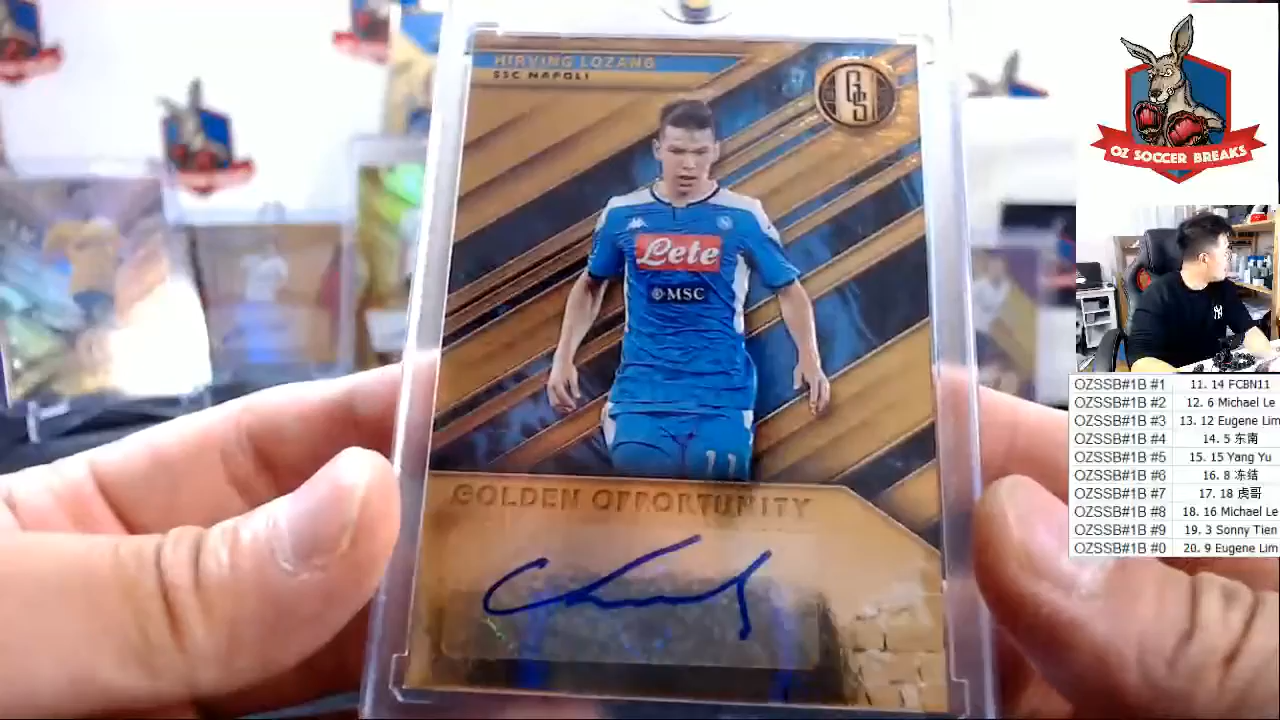 HIRVING LOZANO
SSC NAPOLI
GS
Lete
MSC
11
GOLDEN OPPORTUNITY
OZ SOCCER BREAKS
OZSSB#1B #1 11. 14 FCBN11
OZSSB#1B #2 12. 6 Michael Le
OZSSB#1B #3 13. 12 Eugene Lim
OZSSB#1B #4 14. 5 东南
OZSSB#1B #5 15. 15 Yang Yu
OZSSB#1B #6 16. 8 冻结
OZSSB#1B #7 17. 18 虎哥
OZSSB#1B #8 18. 16 Michael Le
OZSSB#1B #9 19. 3 Sonny Tien
OZSSB#1B #0 20. 9 Eugene Lim